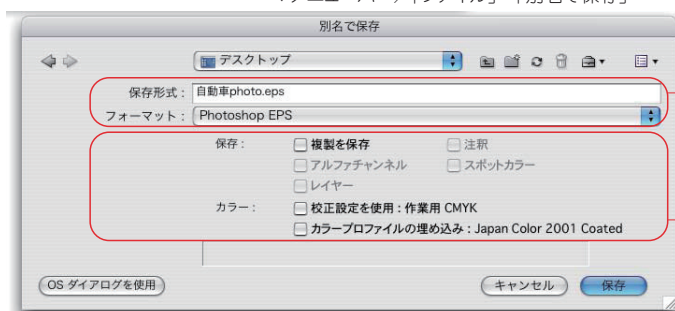 別名で保存
デスクトップ
保存形式： 自動車photo.eps
フォーマット： Photoshop EPS
保存： 複製を保存 注釈
アルファチャンネル スポットカラー
レイヤー
カラー： 校正設定を使用：作業用 CMYK
カラープロファイルの埋め込み：Japan Color 2001 Coated
OS ダイアログを使用 キャンセル 保存